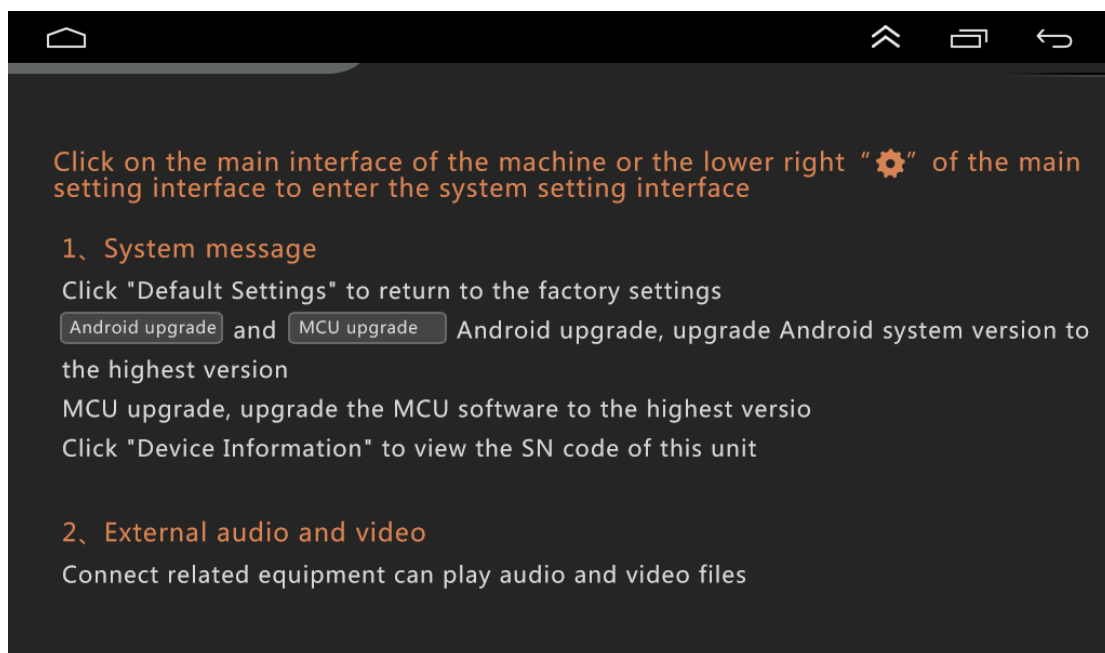 Click on the main interface of the machine or the lower right “⚙” of the main
setting interface to enter the system setting interface
1、System message
Click "Default Settings" to return to the factory settings
Android upgrade and MCU upgrade Android upgrade, upgrade Android system version to
the highest version
MCU upgrade, upgrade the MCU software to the highest versio
Click "Device Information" to view the SN code of this unit
2、External audio and video
Connect related equipment can play audio and video files